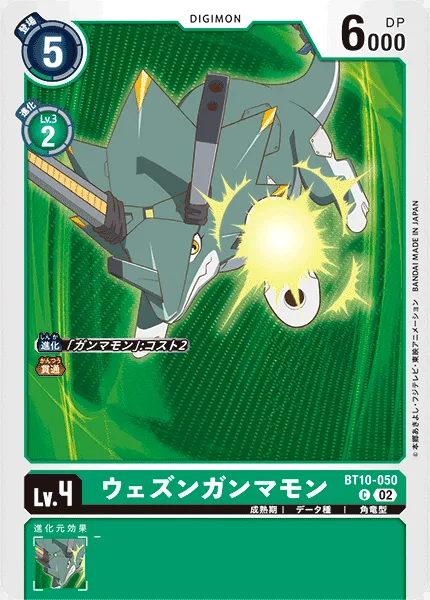 DIGIMON
登場
5
DP
6000
進化
Lv.3
2
BANDAI MADE IN JAPAN
© 本郷あきよし・フジテレビ・東映アニメーション
しんか
進化 「ガンマモン」:コスト2
かんつう
貫通
Lv.4
ウェズンガンマモン
BT10-050
C 02
成熟期 | データ種 | 角竜型
進化元効果
-